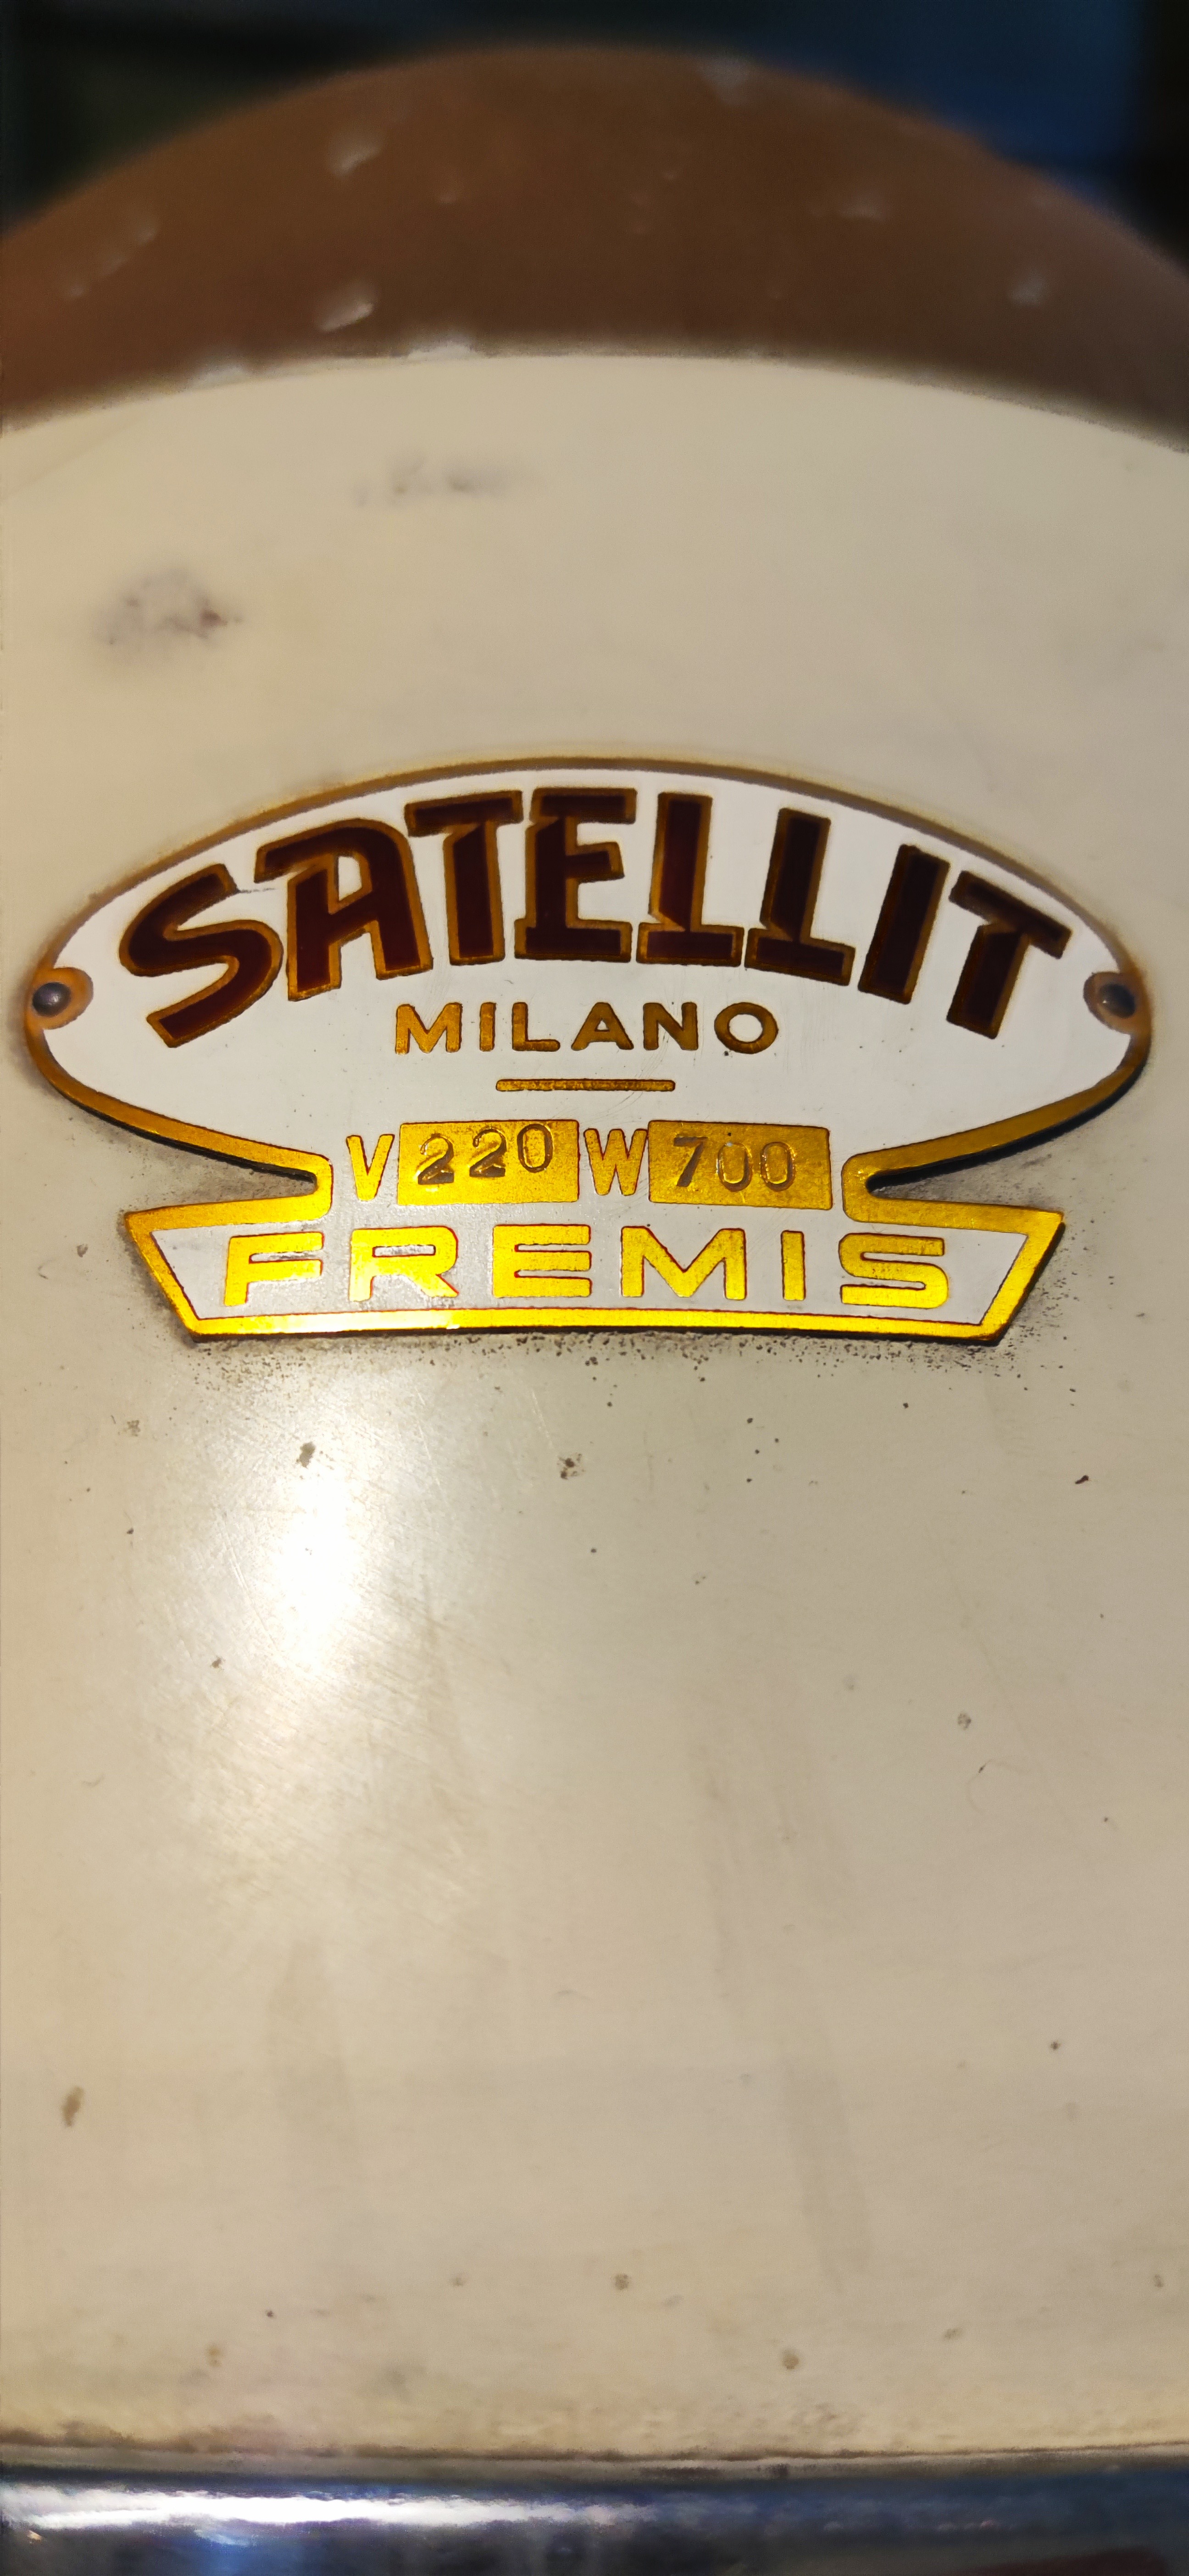 SATELLIT
MILANO
V 220 W 700
FREMIS